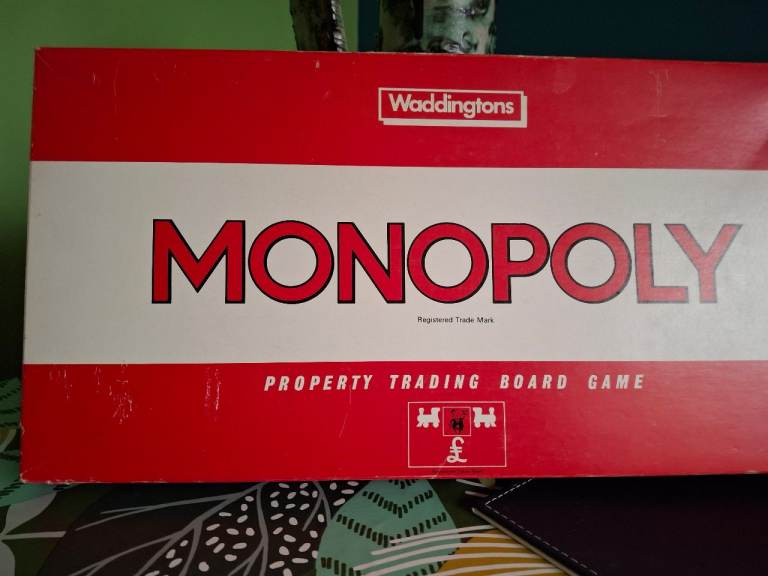 Waddingtons
MONOPOLY
Registered Trade Mark
PROPERTY TRADING BOARD GAME
£